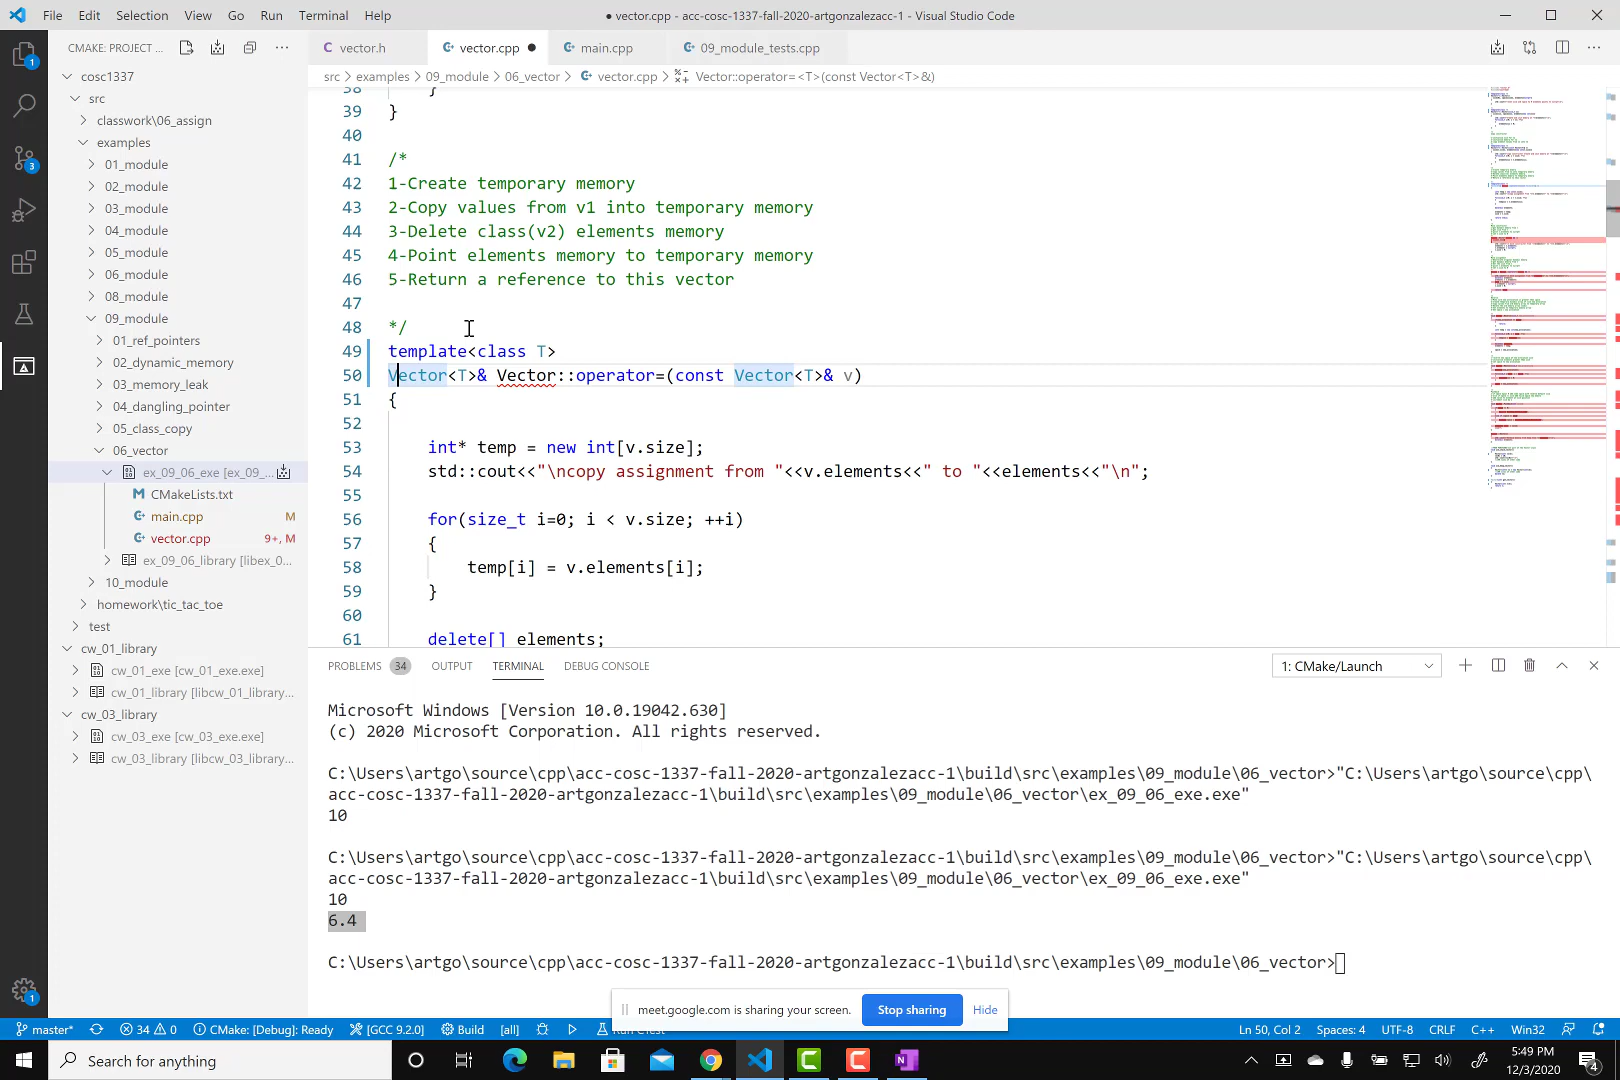 File Edit Selection View Go Run Terminal Help
● vector.cpp - acc-cosc-1337-fall-2020-artgonzalezacc-1 - Visual Studio Code
CMAKE: PROJECT ...
vector.h vector.cpp ● main.cpp 09_module_tests.cpp
src > examples > 09_module > 06_vector > vector.cpp > Vector::operator=<T>(const Vector<T>&)
1
3
1
cosc1337
src
classwork\06_assign
examples
01_module
02_module
03_module
04_module
05_module
06_module
08_module
09_module
01_ref_pointers
02_dynamic_memory
03_memory_leak
04_dangling_pointer
05_class_copy
06_vector
ex_09_06_exe [ex_09_...
CMakeLists.txt
main.cpp M
vector.cpp 9+, M
ex_09_06_library [libex_0...
10_module
homework\tic_tac_toe
test
cw_01_library
cw_01_exe [cw_01_exe.exe]
cw_01_library [libcw_01_library...
cw_03_library
cw_03_exe [cw_03_exe.exe]
cw_03_library [libcw_03_library...
38 }
39 }
40
41 /*
42 1-Create temporary memory
43 2-Copy values from v1 into temporary memory
44 3-Delete class(v2) elements memory
45 4-Point elements memory to temporary memory
46 5-Return a reference to this vector
47
48 */
49 template<class T>
50 Vector<T>& Vector::operator=(const Vector<T>& v)
51 {
52
53 int* temp = new int[v.size];
54 std::cout<<"\ncopy assignment from "<<v.elements<<" to "<<elements<<"\n";
55
56 for(size_t i=0; i < v.size; ++i)
57 {
58 temp[i] = v.elements[i];
59 }
60
61 delete[] elements;
PROBLEMS 34 OUTPUT TERMINAL DEBUG CONSOLE 1: CMake/Launch
Microsoft Windows [Version 10.0.19042.630]
(c) 2020 Microsoft Corporation. All rights reserved.
C:\Users\artgo\source\cpp\acc-cosc-1337-fall-2020-artgonzalezacc-1\build\src\examples\09_module\06_vector>"C:\Users\artgo\source\cpp\
acc-cosc-1337-fall-2020-artgonzalezacc-1\build\src\examples\09_module\06_vector\ex_09_06_exe.exe"
10
C:\Users\artgo\source\cpp\acc-cosc-1337-fall-2020-artgonzalezacc-1\build\src\examples\09_module\06_vector>"C:\Users\artgo\source\cpp\
acc-cosc-1337-fall-2020-artgonzalezacc-1\build\src\examples\09_module\06_vector\ex_09_06_exe.exe"
10
6.4
C:\Users\artgo\source\cpp\acc-cosc-1337-fall-2020-artgonzalezacc-1\build\src\examples\09_module\06_vector>
meet.google.com is sharing your screen. Stop sharing Hide
master* 34 0 CMake: [Debug]: Ready [GCC 9.2.0] Build [all] Run CTest Ln 50, Col 2 Spaces: 4 UTF-8 CRLF C++ Win32
Search for anything
5:49 PM
12/3/2020
4